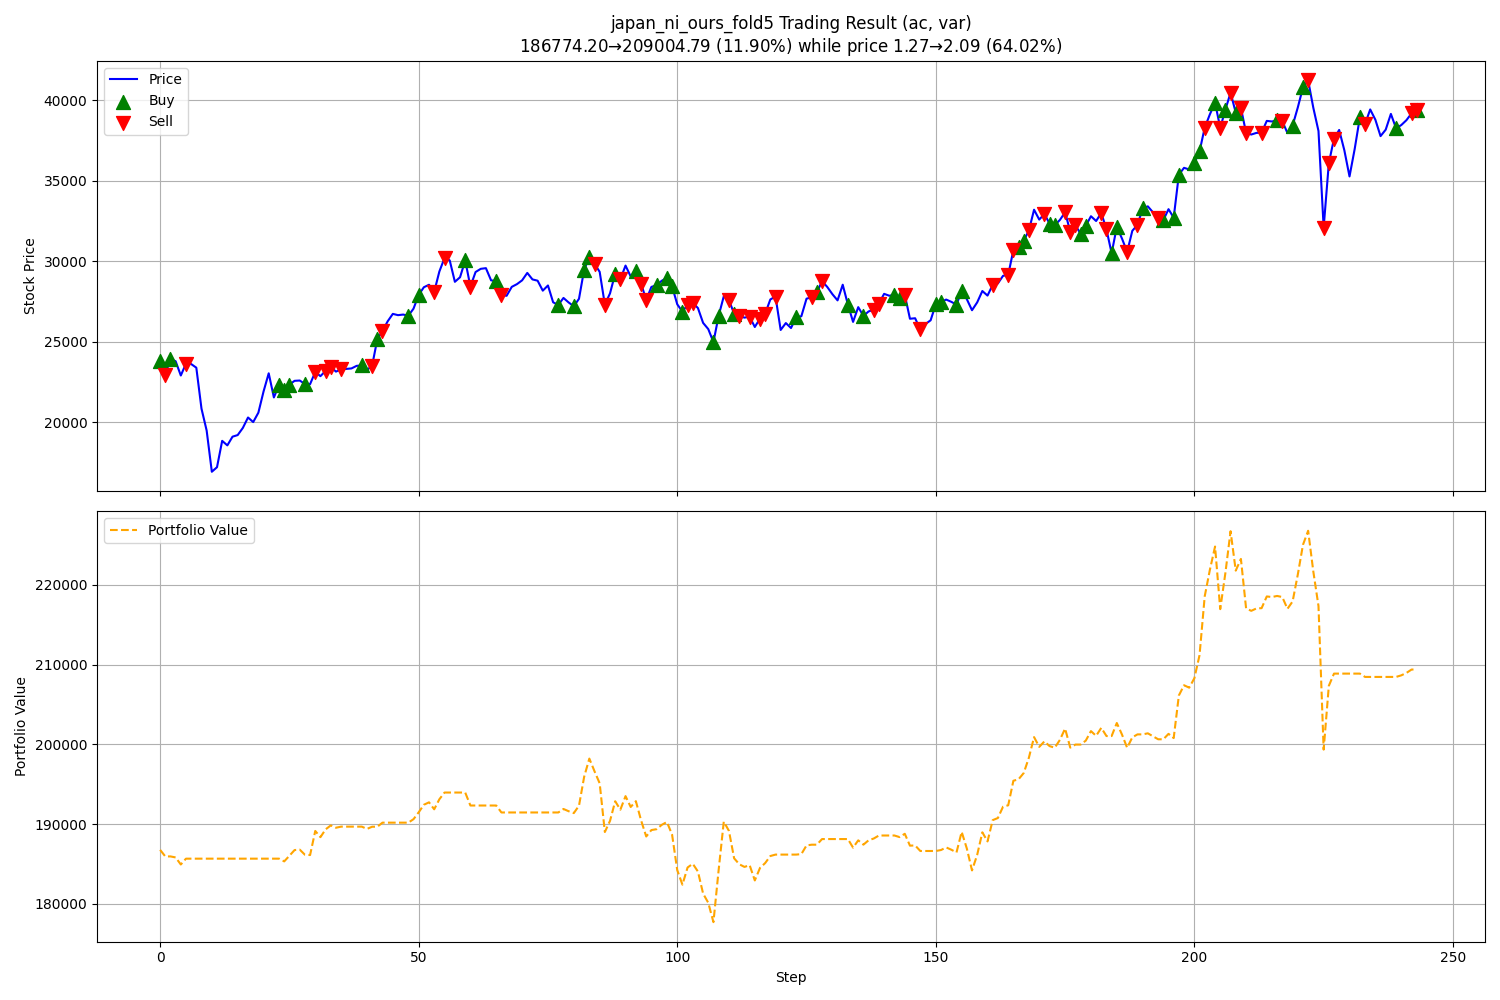 japan_ni_ours_fold5 Trading Result (ac, var)
186774.20→209004.79 (11.90%) while price 1.27→2.09 (64.02%)
Price
Buy
Sell
Stock Price
40000
35000
30000
25000
20000
Portfolio Value
Portfolio Value
220000
210000
200000
190000
180000
0
50
100
150
200
250
Step